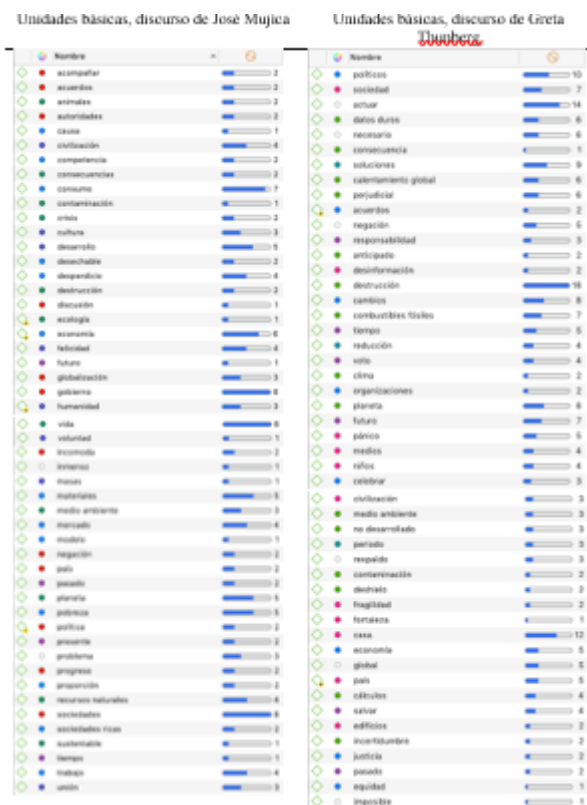 Unidades básicas, discurso de José Mujica
Nombre
acompañar 2
acuerdos 2
animales 2
autoridades 2
causa 1
civilización 4
competencia 2
consecuencias 2
consumo 7
contaminación 1
crisis 2
cultura 3
desarrollo 5
desechable 2
desperdicio 4
destrucción 2
discusión 1
ecología 1
economía 6
felicidad 4
futuro 1
globalización 3
gobierno 8
humanidad 3
vida 8
voluntad 1
incomoda 2
inmenso 1
masas 1
materiales 5
medio ambiente 3
mercado 4
modelo 1
negación 2
país 2
pasado 2
planeta 5
pobreza 5
política 2
presente 2
problema 3
progreso 2
proporción 2
recursos naturales 4
sociedades 8
sociedades ricas 2
sustentable 1
tiempo 1
trabajo 4
unión 3
Unidades básicas, discurso de Greta
Thunberg
Nombre
políticos 10
sociedad 7
actuar 14
datos duros 6
necesario 6
consecuencia 1
soluciones 9
calentamiento global 6
perjudicial 6
acuerdos 2
negación 5
responsabilidad 3
anticipado 2
desinformación 2
destrucción 18
cambios 8
combustibles fósiles 7
tiempo 5
reducción 4
voto 4
clima 2
organizaciones 2
planeta 8
futuro 7
pánico 5
medios 4
niños 4
celebrar 3
civilización 3
medio ambiente 3
no desarrollado 3
periodo 3
respaldo 3
contaminación 2
deshielo 2
fragilidad 2
fortaleza 1
casa 12
economía 5
global 5
país 5
cálculos 4
salvar 4
edificios 2
incertidumbre 2
justicia 2
pasado 2
equidad 1
imposible 1